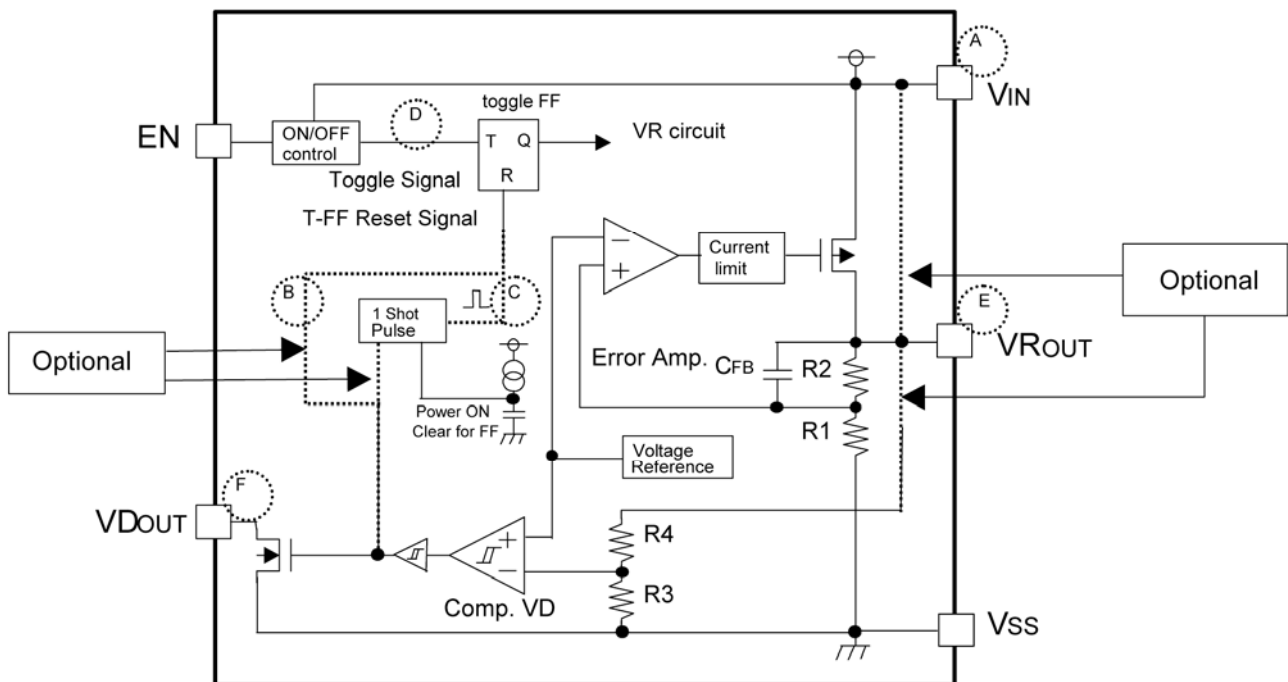 A
VIN
toggle FF
D
EN
ON/OFF
control
T
Q
R
VR circuit
Toggle Signal
T-FF Reset Signal
−
+
Current
limit
Optional
B
C
1 Shot
Pulse
E
VROUT
Optional
Error Amp.
CFB
R2
Power ON
Clear for FF
R1
Voltage
Reference
F
VDOUT
R4
+
−
R3
Comp. VD
VSS